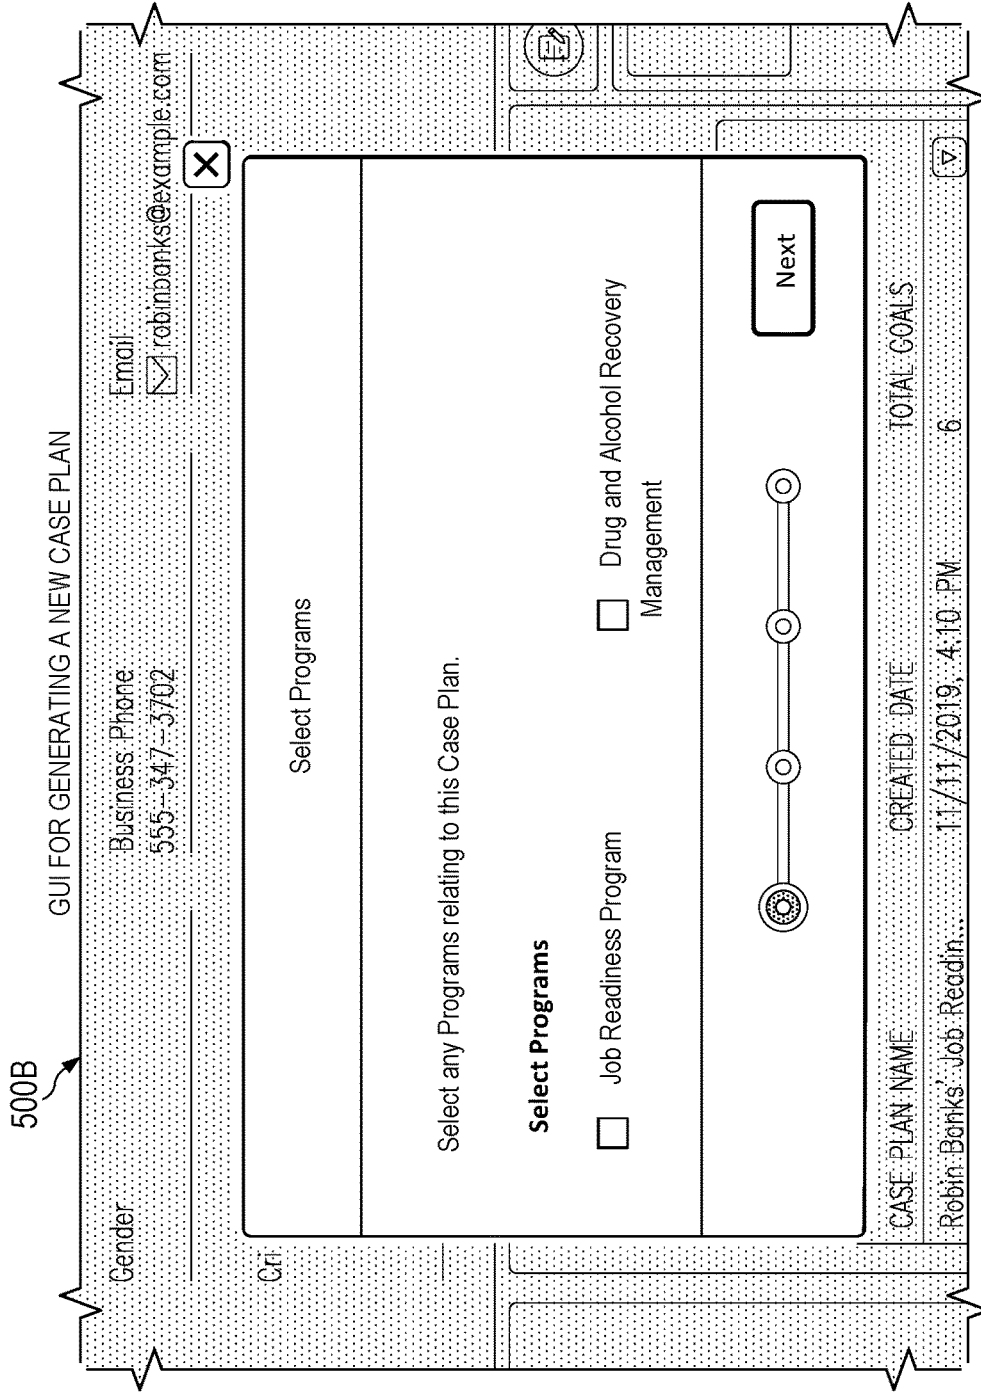 500B
GUI FOR GENERATING A NEW CASE PLAN
Gender
Business Phone
Email
555-347-3702
robinbanks@example.com
Cri
Select Programs
Select any Programs relating to this Case Plan.
Select Programs
Job Readiness Program
Drug and Alcohol Recovery
Management
Next
CASE PLAN NAME
CREATED DATE
TOTAL GOALS
Robin Banks' Job Readin...
11/11/2019, 4:10 PM
6